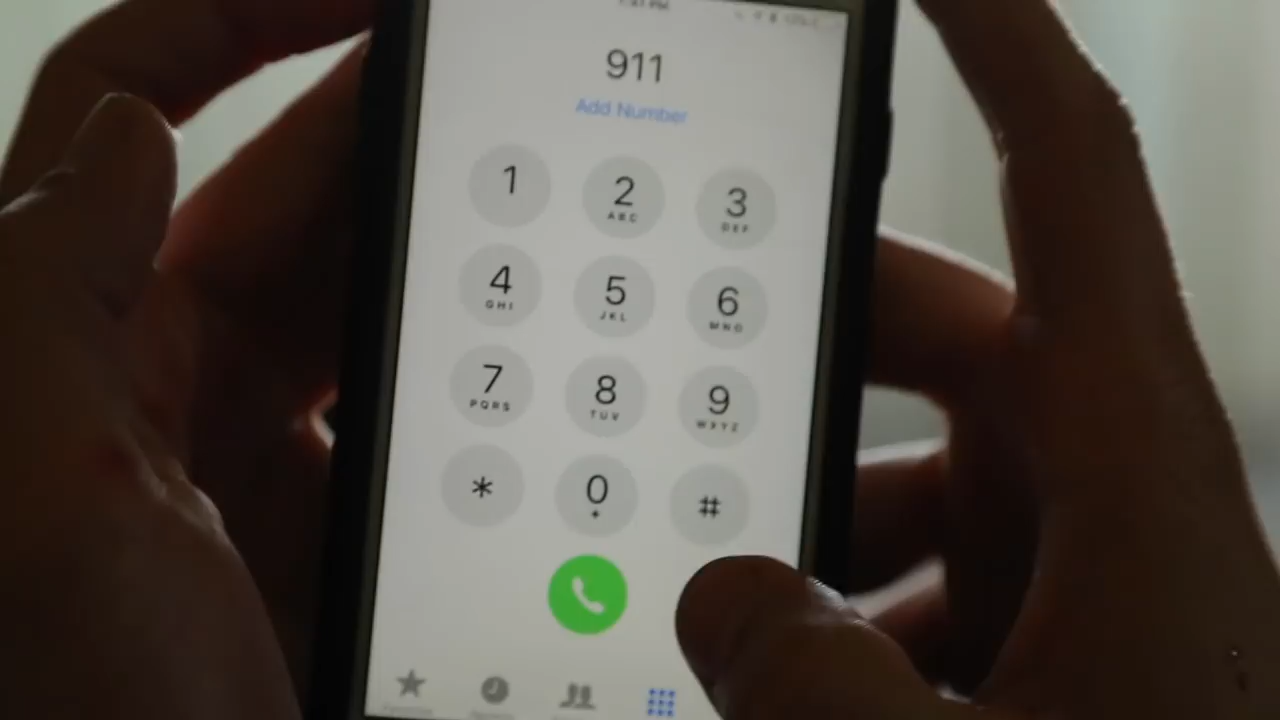 911
Add Number
1 2 3
ABC DEF
4 5 6
GHI JKL MNO
7 8 9
PQRS TUV WXYZ
* 0 #
+